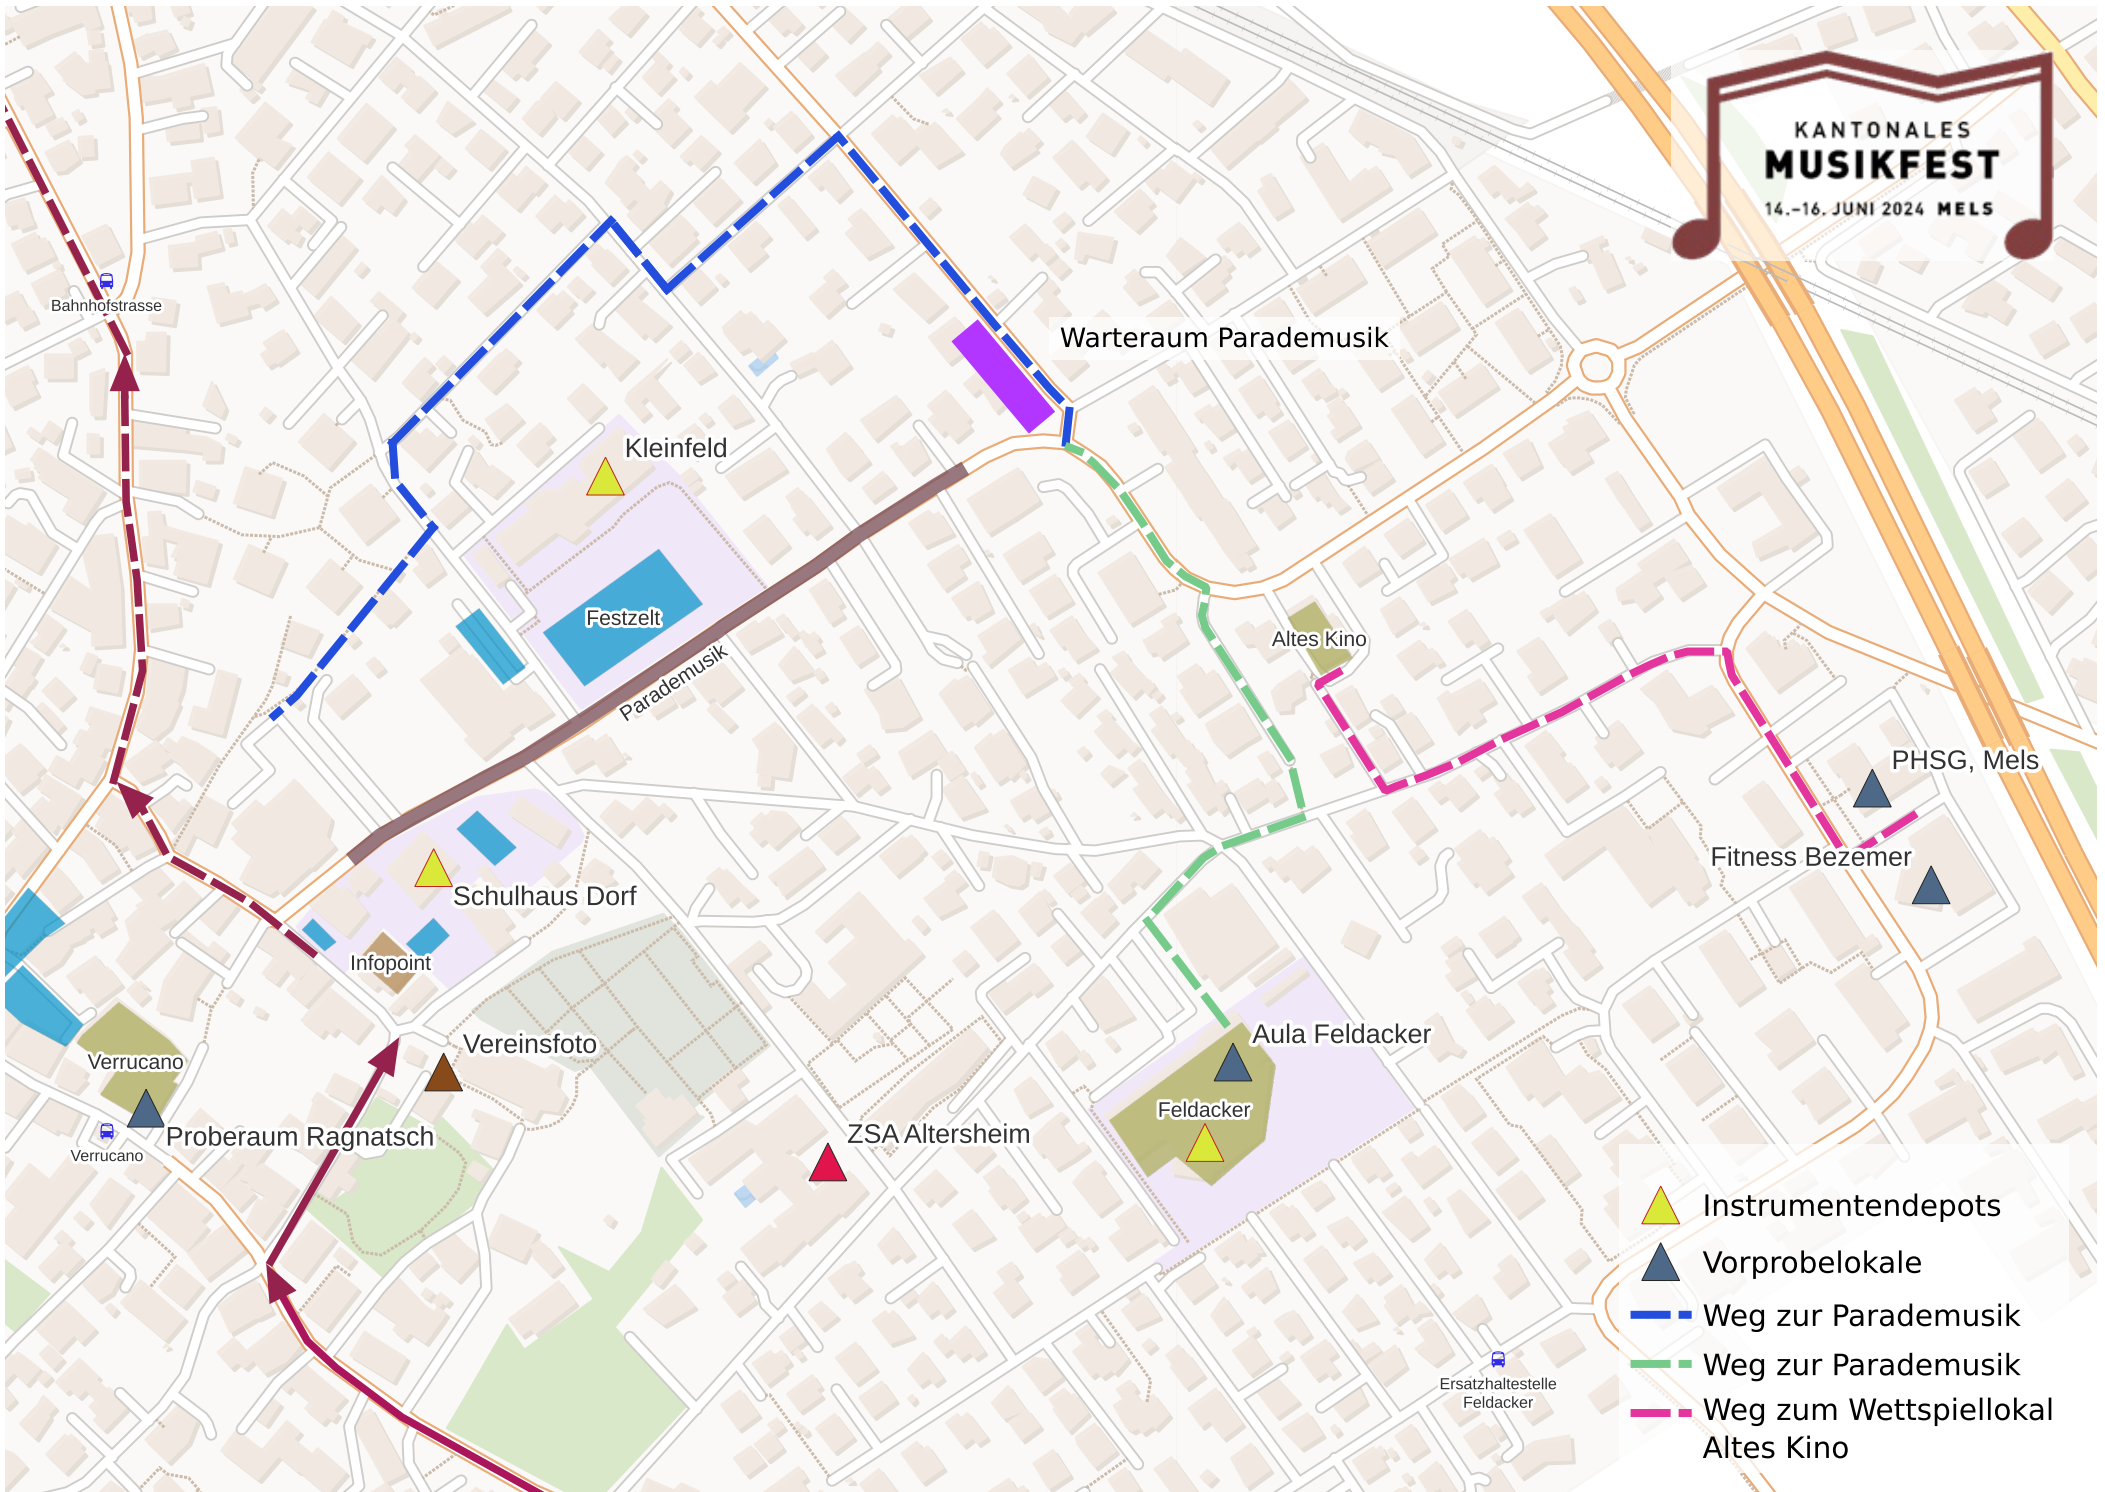 KANTONALES
MUSIKFEST
14.–16. JUNI 2024 MELS
Bahnhofstrasse
Warteraum Parademusik
Kleinfeld
Festzelt
Parademusik
Altes Kino
PHSG, Mels
Fitness Bezemer
Schulhaus Dorf
Infopoint
Vereinsfoto
Aula Feldacker
Verrucano
Feldacker
Proberaum Ragnatsch
ZSA Altersheim
Verrucano
Ersatzhaltestelle
Feldacker
Instrumentendepots
Vorprobelokale
Weg zur Parademusik
Weg zur Parademusik
Weg zum Wettspiellokal
Altes Kino